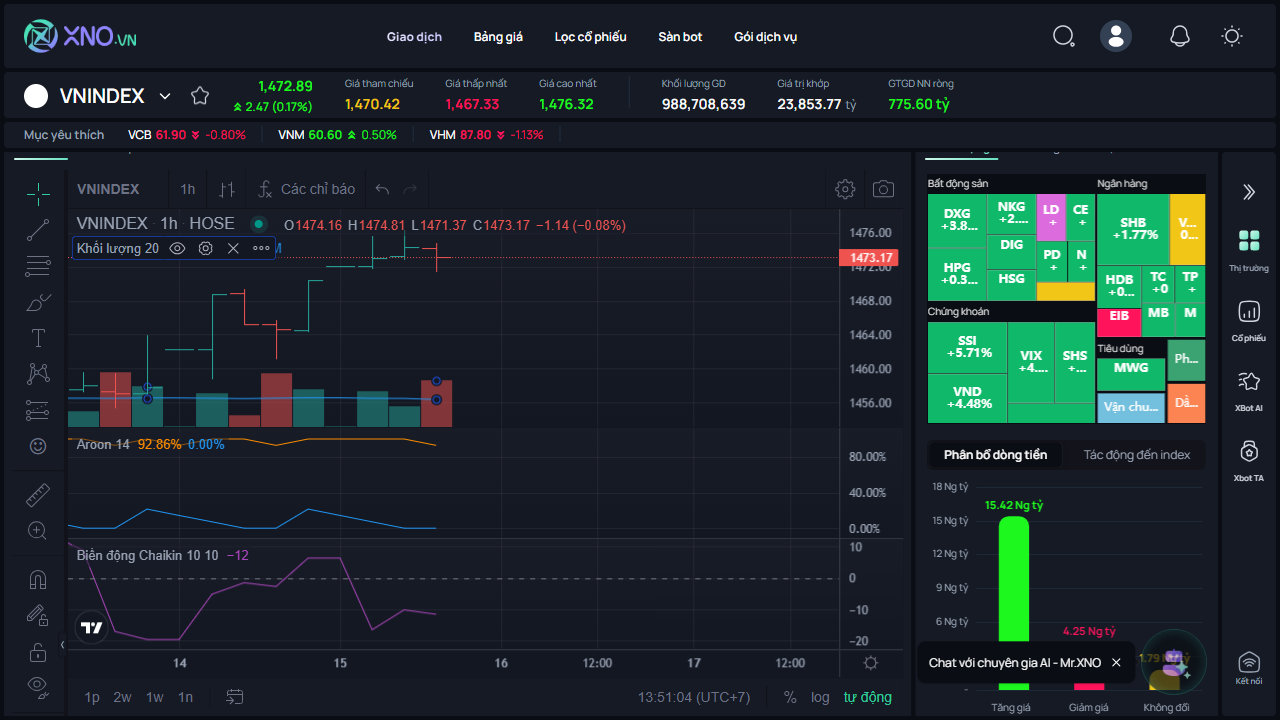 XNO.VN
Giao dịch Bảng giá Lọc cổ phiếu Sàn bot Gói dịch vụ
VNINDEX
1,472.89
2.47 (0.17%)
Giá tham chiếu
1,470.42
Giá thấp nhất
1,467.33
Giá cao nhất
1,476.32
Khối lượng GD
988,708,639
Giá trị khớp
23,853.77 tỷ
GTGD NN ròng
775.60 tỷ
Mục yêu thích VCB 61.90 -0.80% VNM 60.60 0.50% VHM 87.80 -1.13%
VNINDEX 1h Các chỉ báo
VNINDEX · 1h · HOSE O1474.16 H1474.81 L1471.37 C1473.17 −1.14 (−0.08%)
Khối lượng 20
1476.00
1473.17
1472.00
1468.00
1464.00
1460.00
1456.00
Aroon 14 92.86% 0.00%
80.00%
40.00%
0.00%
Biến động Chaikin 10 10 −12
10
0
−10
−20
14 15 16 12:00 17 12:00
1p 2w 1w 1n 13:51:04 (UTC+7) % log tự động
Bất động sản
DXG
+3.8...
NKG
+2....
LD
+
CE
+
HPG
+0.3...
DIG
HSG
PD
+
N
+
Ngân hàng
SHB
+1.77%
V...
0...
HDB
+0...
TC
+0
TP
+
EIB
MB
M
Chứng khoán
SSI
+5.71%
VND
+4.48%
VIX
+4....
SHS
+...
Tiêu dùng
MWG
Ph...
Vận chu...
Dầ...
Phân bổ dòng tiền Tác động đến index
18 Ng tỷ
15 Ng tỷ
12 Ng tỷ
9 Ng tỷ
6 Ng tỷ
15.42 Ng tỷ
4.25 Ng tỷ
1.79 Ng tỷ
Chat với chuyên gia AI - Mr.XNO
Tăng giá Giảm giá Không đổi
Thị trường
Cổ phiếu
XBot AI
Xbot TA
Kết nối